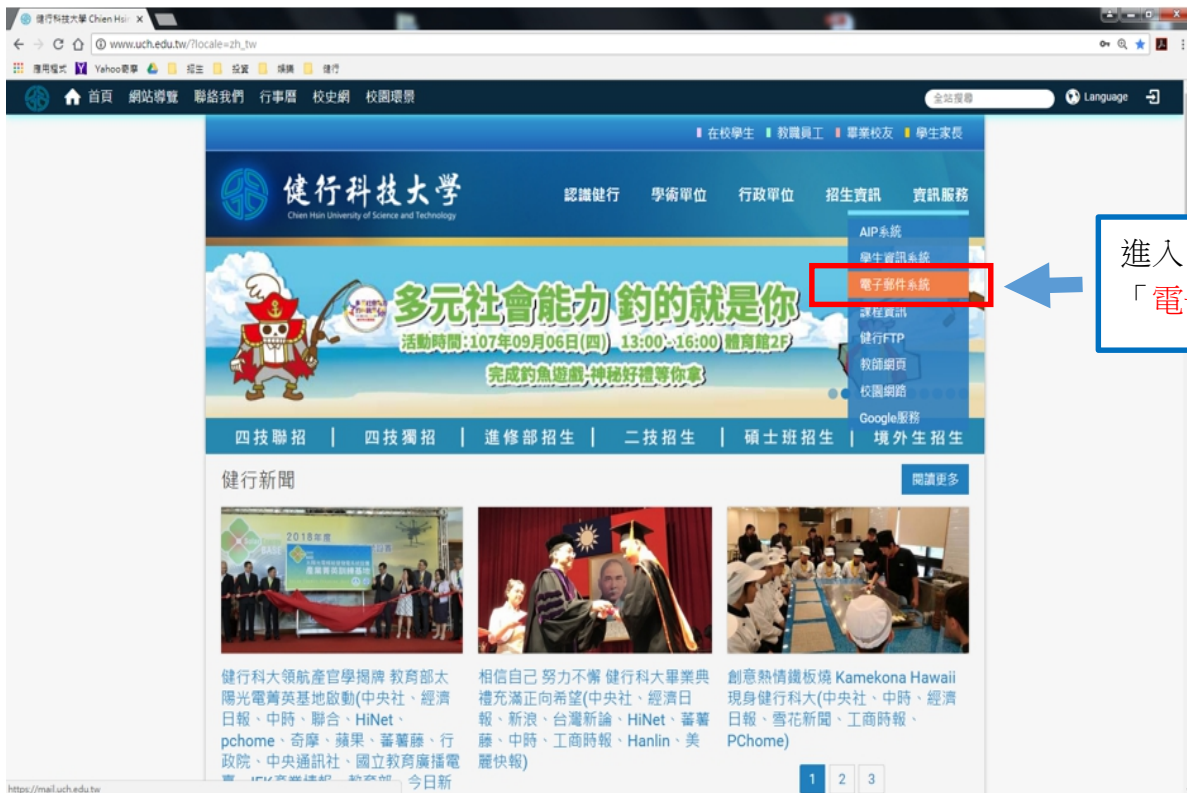 健行科技大學 Chien Hsin
www.uch.edu.tw/?locale=zh_tw
應用程式 Yahoo奇摩 招生 投資 娛樂 健行
首頁 網站導覽 聯絡我們 行事曆 校史網 校園環景 全站搜尋 Language
在校學生 教職員工 畢業校友 學生家長
健行科技大學
Chien Hsin University of Science and Technology
認識健行 學術單位 行政單位 招生資訊 資訊服務
AIP系統
學生資訊系統
電子郵件系統
課程資訊
健行FTP
教師網頁
校園網路
Google服務
進入
「電
多元社會能力 釣的就是你
活動時間:107年09月06日(四) 13:00~16:00 體育館2F
完成釣魚遊戲,神秘好禮等你拿
四技聯招 | 四技獨招 | 進修部招生 | 二技招生 | 碩士班招生 | 境外生招生
健行新聞 閱讀更多
2018年度
產業菁英訓練基地
健行科大領航產官學揭牌 教育部太
陽光電菁英基地啟動(中央社、經濟
日報、中時、聯合、HiNet、
pchome、奇摩、蘋果、蕃薯藤、行
政院、中央通訊社、國立教育廣播電
今日新
相信自己 努力不懈 健行科大畢業典
禮充滿正向希望(中央社、經濟日
報、新浪、台灣新論、HiNet、蕃薯
藤、中時、工商時報、Hanlin、美
麗快報)
創意熱情鐵板燒 Kamekona Hawaii
現身健行科大(中央社、中時、經濟
日報、雪花新聞、工商時報、
PChome)
1 2 3
https://mail.uch.edu.tw